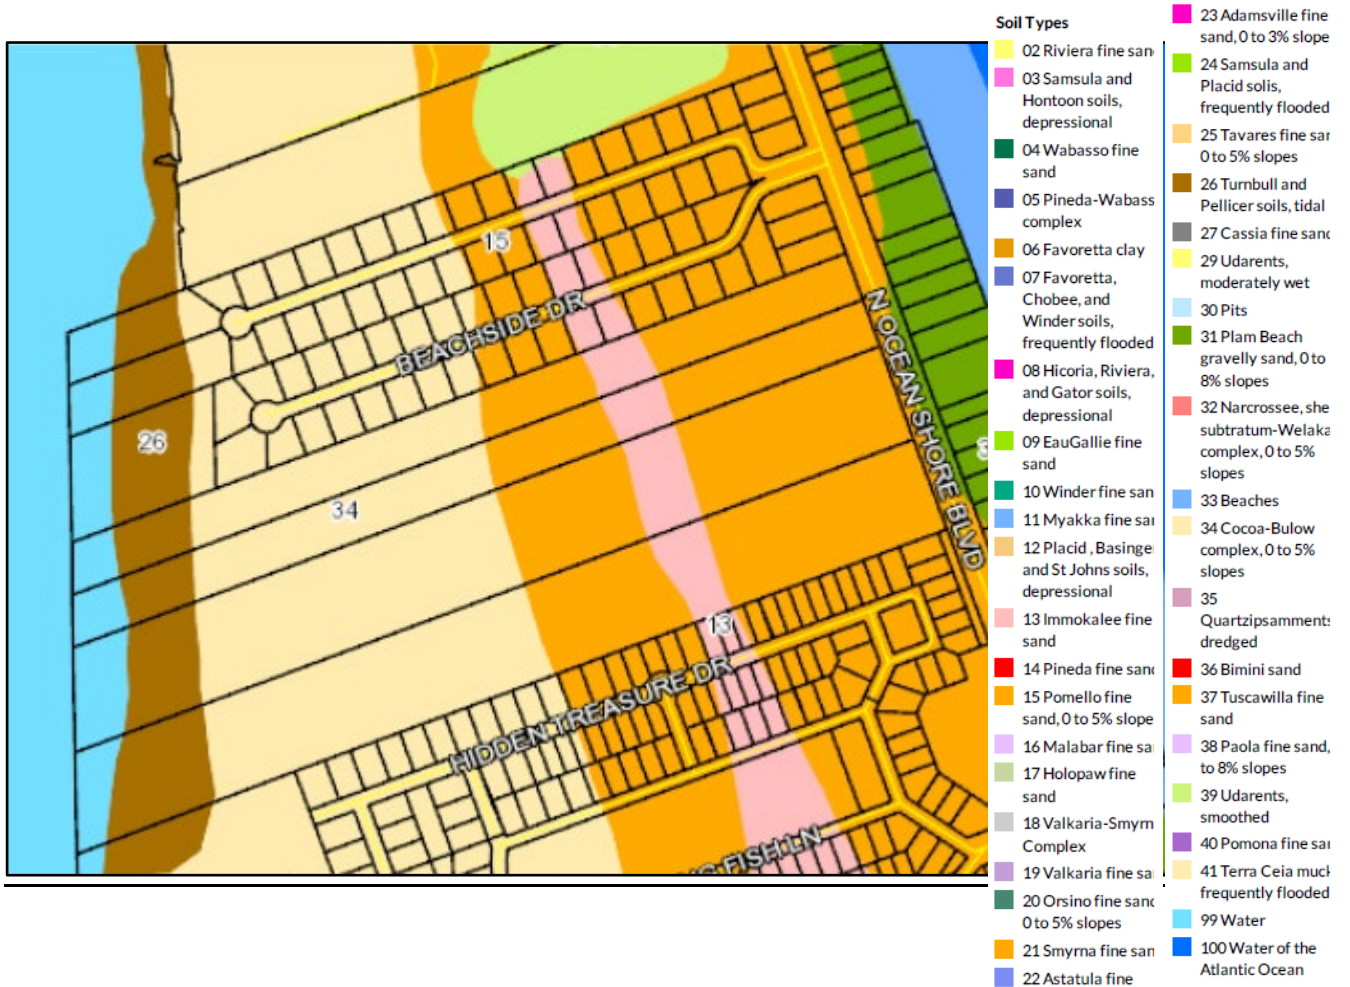 15
BEACHSIDE DR
N OCEAN SHORE BLVD
26
34
13
HIDDEN TREASURE DR
FISH LN
Soil Types
02 Riviera fine san
03 Samsula and
Hontoon soils,
depressional
04 Wabasso fine
sand
05 Pineda-Wabass
complex
06 Favoretta clay
07 Favoretta,
Chobee, and
Winder soils,
frequently flooded
08 Hicoria, Riviera,
and Gator soils,
depressional
09 EauGallie fine
sand
10 Winder fine san
11 Myakka fine sa
12 Placid , Basinge
and St Johns soils,
depressional
13 Immokalee fine
sand
14 Pineda fine sand
15 Pomello fine
sand, 0 to 5% slope
16 Malabar fine sa
17 Holopaw fine
sand
18 Valkaria-Smyrn
Complex
19 Valkaria fine sa
20 Orsino fine sand
0 to 5% slopes
21 Smyrna fine san
22 Astatula fine
23 Adamsville fine
sand, 0 to 3% slope
24 Samsula and
Placid solis,
frequently flooded
25 Tavares fine sa
0 to 5% slopes
26 Turnbull and
Pellicer soils, tidal
27 Cassia fine sand
29 Udarents,
moderately wet
30 Pits
31 Plam Beach
gravelly sand, 0 to
8% slopes
32 Narcrossee, she
subtratum-Welaka
complex, 0 to 5%
slopes
33 Beaches
34 Cocoa-Bulow
complex, 0 to 5%
slopes
35
Quartzipsamments
dredged
36 Bimini sand
37 Tuscawilla fine
sand
38 Paola fine sand,
to 8% slopes
39 Udarents,
smoothed
40 Pomona fine sa
41 Terra Ceia muck
frequently flooded
99 Water
100 Water of the
Atlantic Ocean